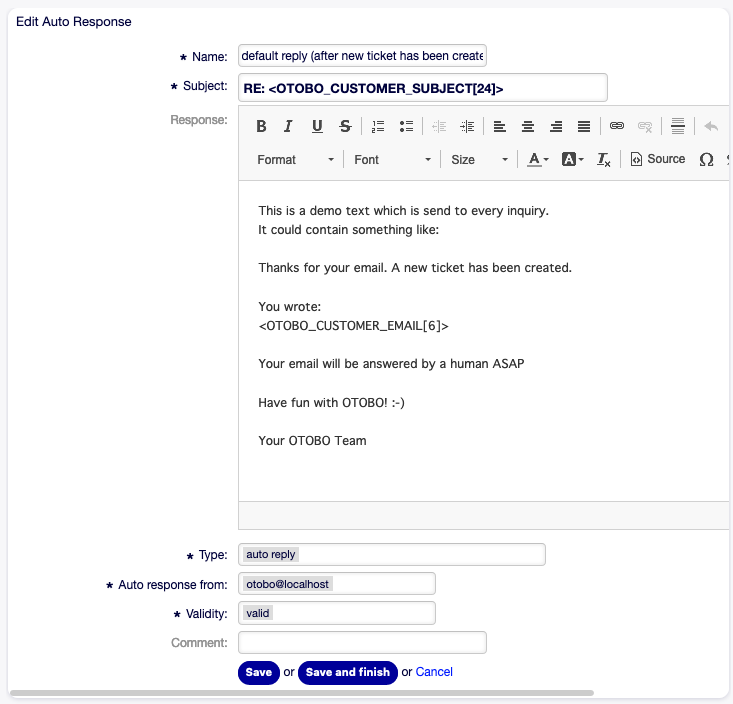 Edit Auto Response
★ Name: default reply (after new ticket has been create
★ Subject: RE: <OTOBO_CUSTOMER_SUBJECT[24]>
Response:
B I U S
Format Font Size A A Tx Source Ω
This is a demo text which is send to every inquiry.
It could contain something like:
Thanks for your email. A new ticket has been created.
You wrote:
<OTOBO_CUSTOMER_EMAIL[6]>
Your email will be answered by a human ASAP
Have fun with OTOBO! :-)
Your OTOBO Team
★ Type: auto reply
★ Auto response from: otobo@localhost
★ Validity: valid
Comment:
Save or Save and finish or Cancel